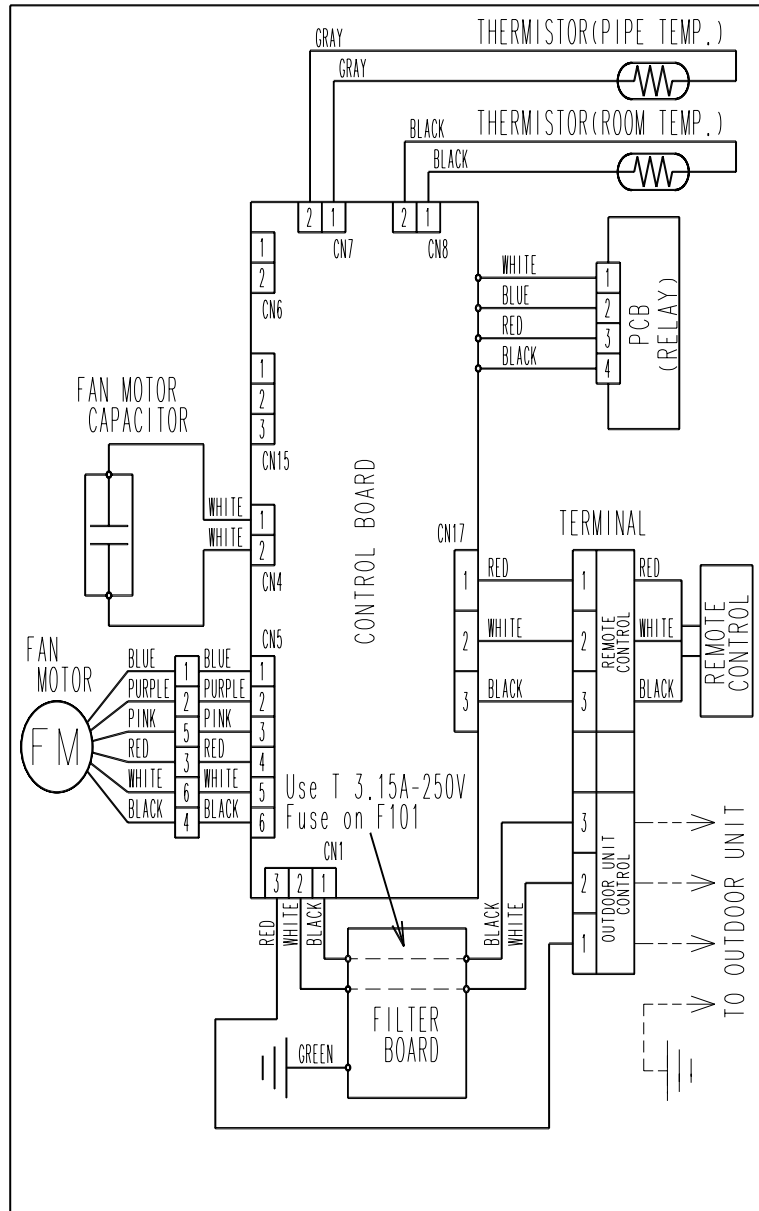 GRAY
THERMISTOR(PIPE TEMP.)
GRAY
BLACK
THERMISTOR(ROOM TEMP.)
BLACK
2 1
CN7
2 1
CN8
1
2
CN6
WHITE
BLUE
RED
BLACK
1
2
3
4
PCB
(RELAY)
1
2
3
CN15
FAN MOTOR
CAPACITOR
WHITE
WHITE
1
2
CN4
CONTROL BOARD
CN17
1
2
3
RED
WHITE
BLACK
TERMINAL
1
2
3
REMOTE
CONTROL
RED
WHITE
BLACK
REMOTE
CONTROL
FAN
MOTOR
FM
BLUE
PURPLE
PINK
RED
WHITE
BLACK
1
2
5
3
6
4
BLUE
PURPLE
PINK
RED
WHITE
BLACK
CN5
1
2
3
4
5
6
Use T 3.15A-250V
Fuse on F101
3
2
1
OUTDOOR UNIT
CONTROL
TO OUTDOOR UNIT
CN1
3 2 1
RED
WHITE
BLACK
BLACK
WHITE
FILTER
BOARD
GREEN